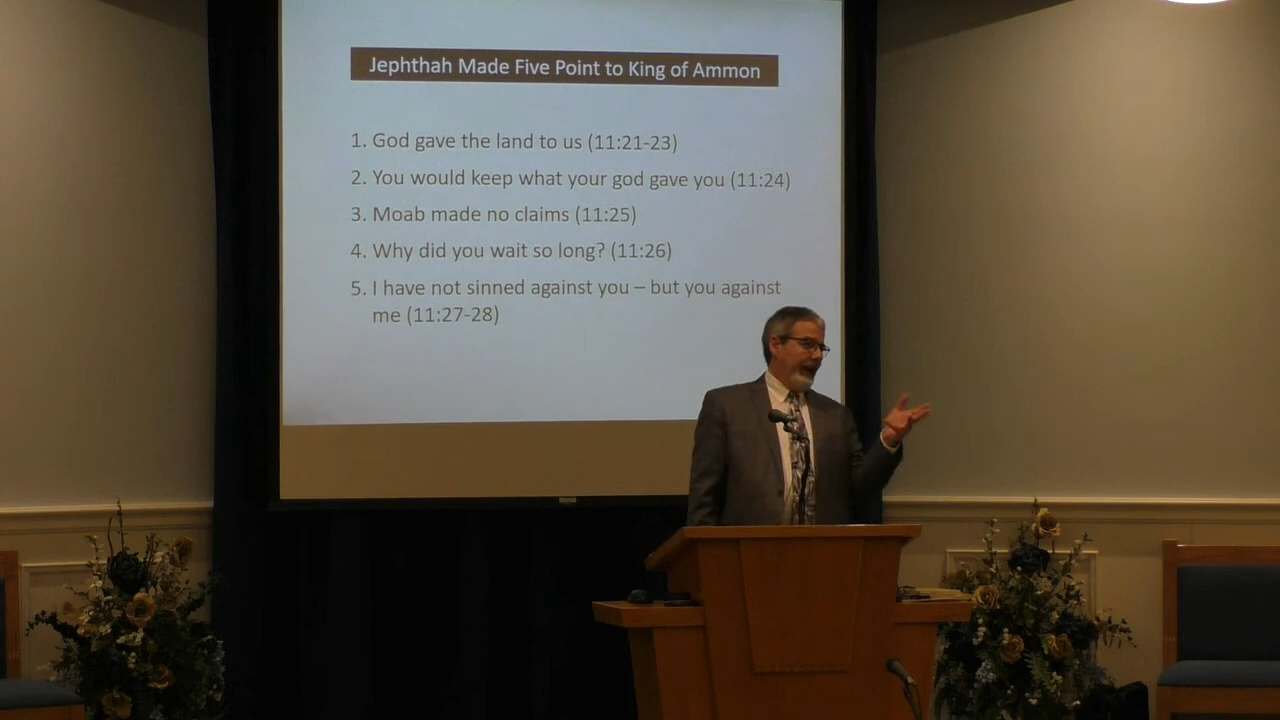 Jephthah Made Five Point to King of Ammon
1. God gave the land to us (11:21-23)
2. You would keep what your god gave you (11:24)
3. Moab made no claims (11:25)
4. Why did you wait so long? (11:26)
5. I have not sinned against you – but you against
me (11:27-28)